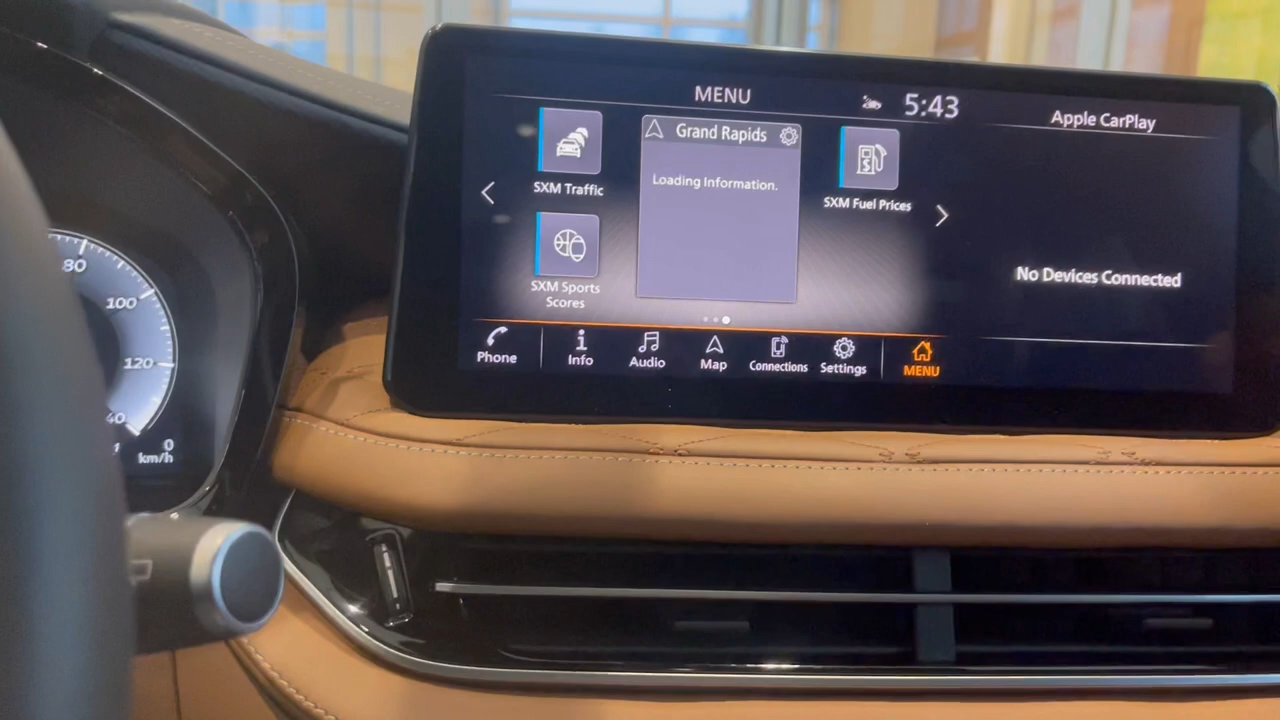 MENU
5:43
Apple CarPlay
SXM Traffic
Grand Rapids
Loading Information.
SXM Fuel Prices
SXM Sports
Scores
No Devices Connected
Phone
Info
Audio
Map
Connections
Settings
MENU
80
100
120
40
0
km/h